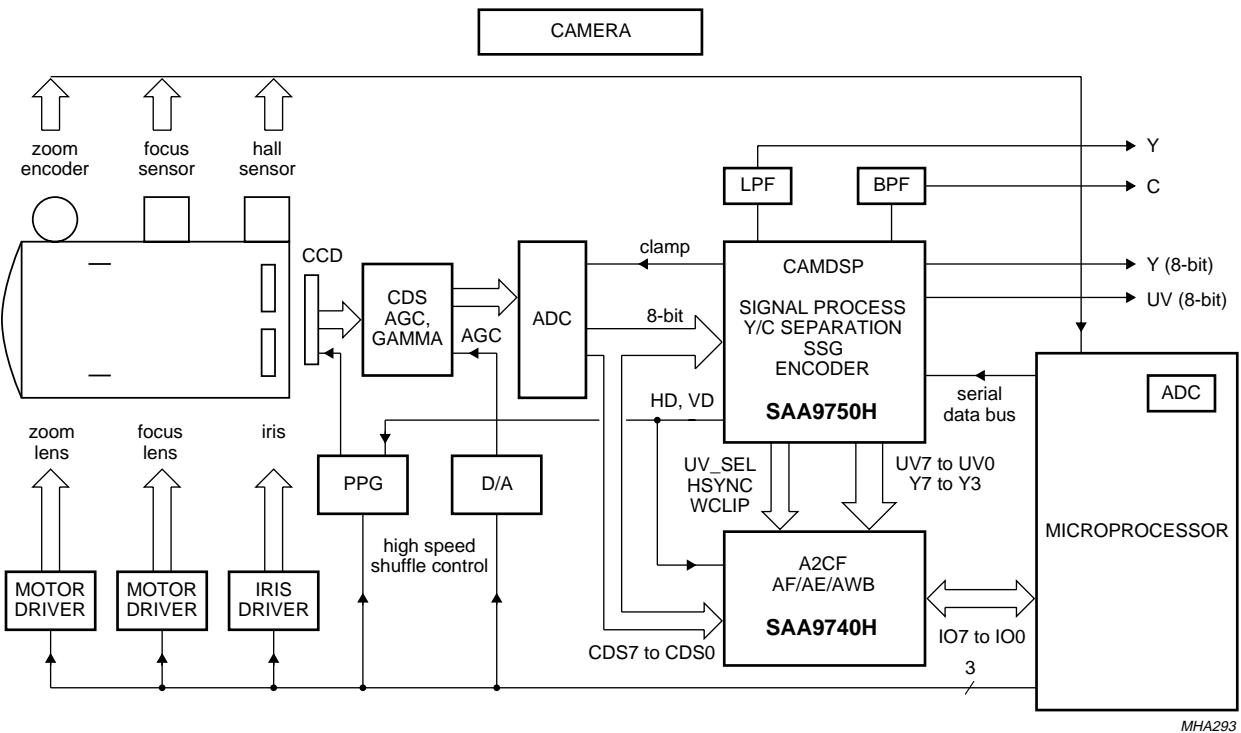 CAMERA
zoom
encoder
focus
sensor
hall
sensor
Y
LPF
BPF
C
CCD
clamp
CAMDSP
Y (8-bit)
CDS
AGC,
GAMMA
AGC
ADC
8-bit
SIGNAL PROCESS
Y/C SEPARATION
SSG
ENCODER
SAA9750H
UV (8-bit)
HD, VD
serial
data bus
ADC
zoom
lens
focus
lens
iris
PPG
D/A
UV_SEL
HSYNC
WCLIP
UV7 to UV0
Y7 to Y3
MICROPROCESSOR
high speed
shuffle control
MOTOR
DRIVER
MOTOR
DRIVER
IRIS
DRIVER
A2CF
AF/AE/AWB
SAA9740H
CDS7 to CDS0
IO7 to IO0
3
MHA293